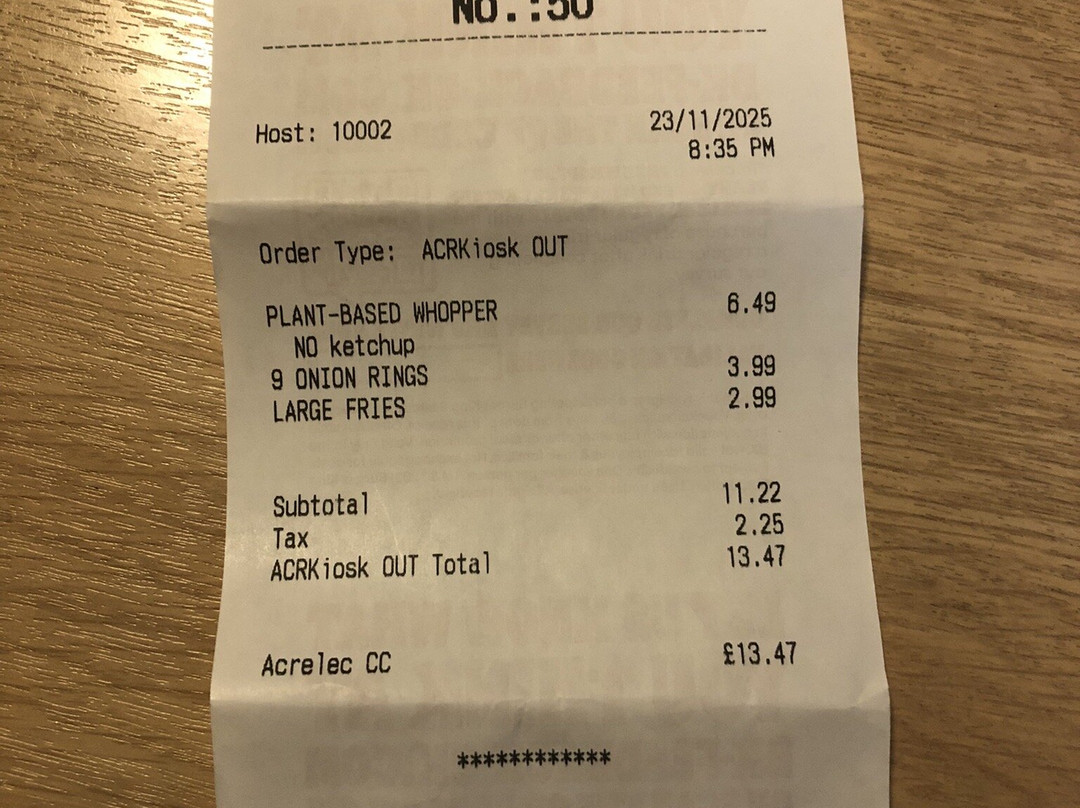 No.:50
Host: 10002 23/11/2025
8:35 PM
Order Type: ACRKiosk OUT
PLANT-BASED WHOPPER 6.49
NO ketchup
9 ONION RINGS 3.99
LARGE FRIES 2.99
Subtotal 11.22
Tax 2.25
ACRKiosk OUT Total 13.47
Acrelec CC £13.47
************